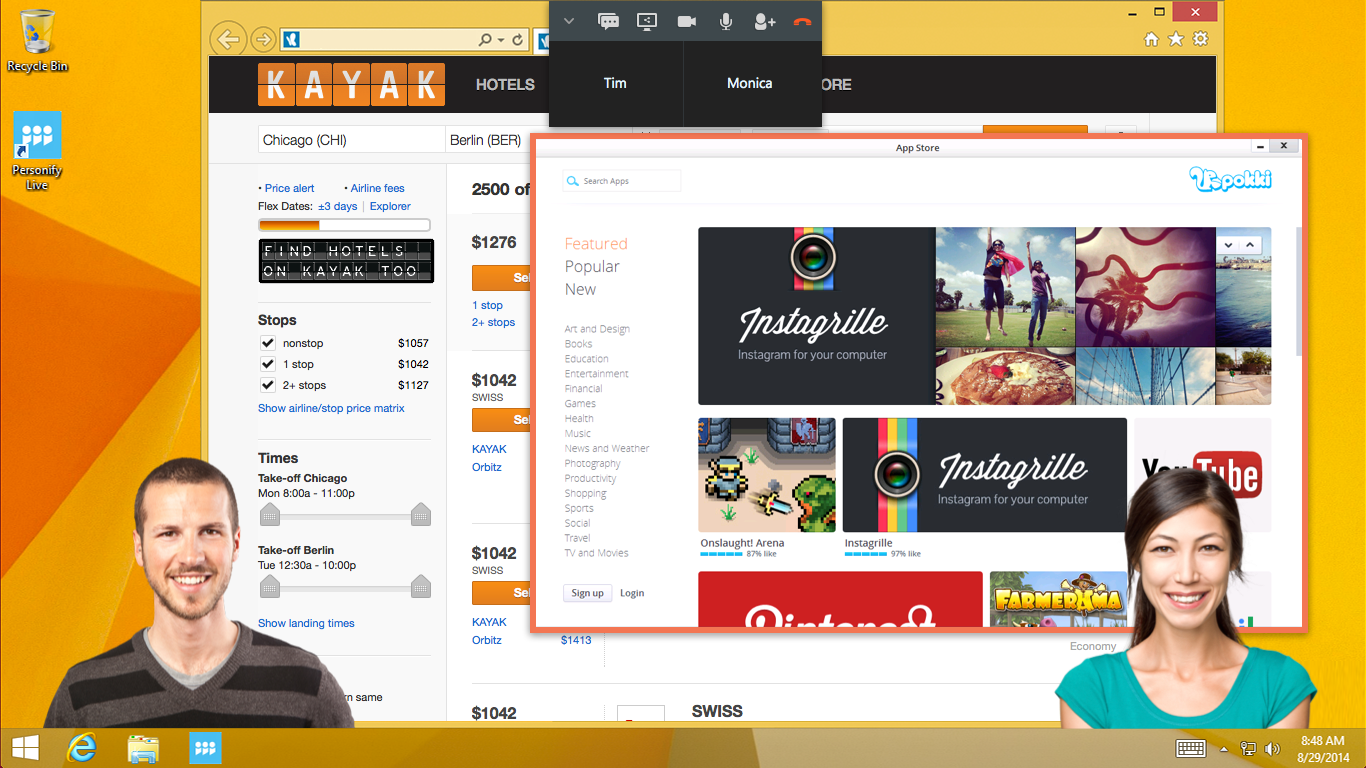 Recycle Bin
Personify
Live
KAYAK
HOTELS
ORE
Tim
Monica
Chicago (CHI)
Berlin (BER)
• Price alert
• Airline fees
Flex Dates: ±3 days | Explorer
FIND HOTELS
ON KAYAK TOO
Stops
nonstop $1057
1 stop $1042
2+ stops $1127
Show airline/stop price matrix
Times
Take-off Chicago
Mon 8:00a - 11:00p
Take-off Berlin
Tue 12:30a - 10:00p
Show landing times
rn same
2500 of
$1276
Sel
1 stop
2+ stops
$1042
SWISS
Sel
KAYAK
Orbitz
$1042
SWISS
Sel
KAYAK
Orbitz $1413
$1042
SWISS
Economy
App Store
Search Apps
pokki
Featured
Popular
New
Art and Design
Books
Education
Entertainment
Financial
Games
Health
Music
News and Weather
Photography
Productivity
Shopping
Sports
Social
Travel
TV and Movies
Sign up
Login
Instagrille
Instagram for your computer
Instagrille
Instagram for your computer
YouTube
Onslaught! Arena
87% like
Instagrille
97% like
Pinterest
FARMERAMA
8:48 AM
8/29/2014